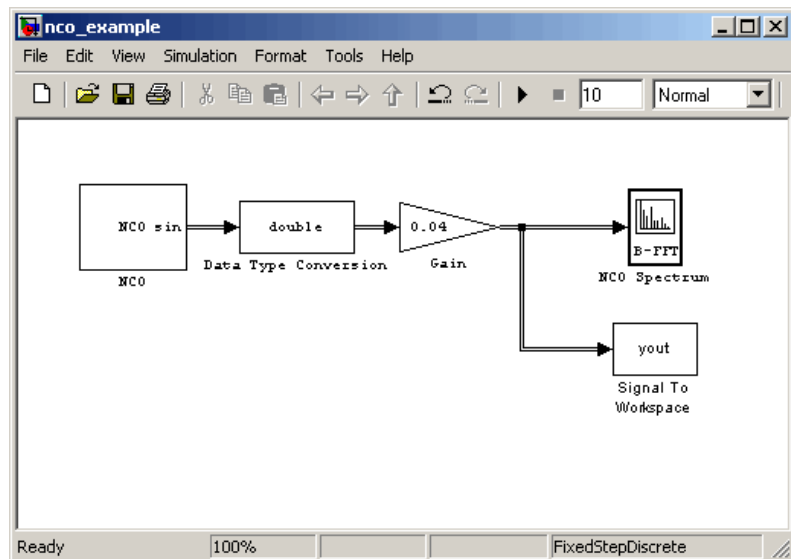 nco_example
File Edit View Simulation Format Tools Help
10 Normal
NCO sin
NCO
double
Data Type Conversion
0.04
Gain
B-FFT
NCO Spectrum
yout
Signal To
Workspace
Ready 100% FixedStepDiscrete